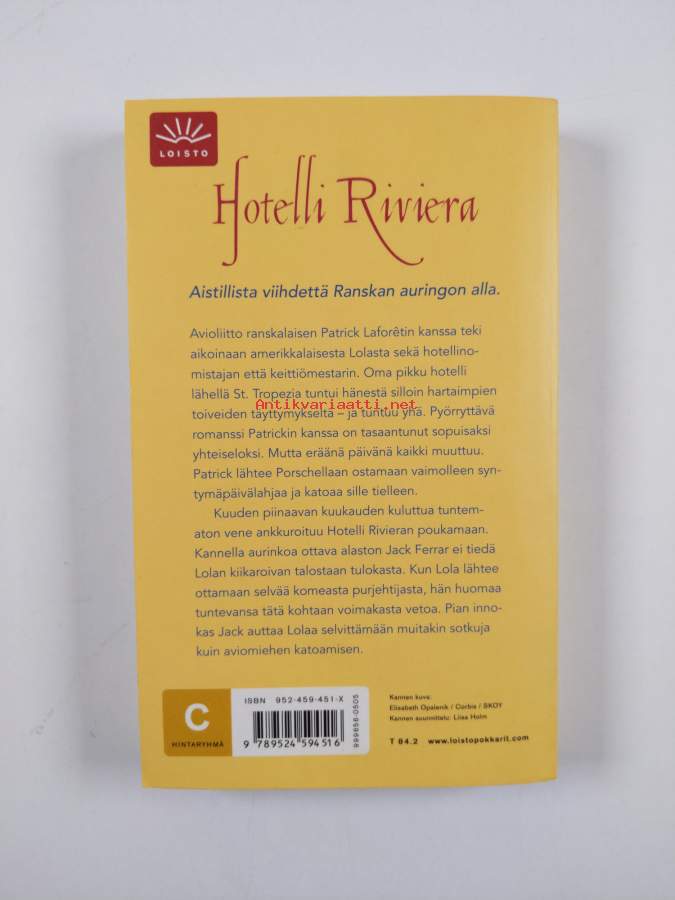 LOISTO
Hotelli Riviera
Aistillista viihdettä Ranskan auringon alla.
Avioliitto ranskalaisen Patrick Laforêtin kanssa teki
aikoinaan amerikkalaisesta Lolasta sekä hotellino-
mistajan että keittiömestarin. Oma pikku hotelli
lähellä St. Tropezia tuntui hänestä silloin hartaimpien
Antikvariaatti.net
toiveiden täyttymykseltä – ja tuntuu yhä. Pyörryttävä
romanssi Patrickin kanssa on tasaantunut sopuisaksi
yhteiseloksi. Mutta eräänä päivänä kaikki muuttuu.
Patrick lähtee Porschellaan ostamaan vaimolleen syn-
tymäpäivälahjaa ja katoaa sille tielleen.
Kuuden piinaavan kuukauden kuluttua tuntem-
aton vene ankkuroituu Hotelli Rivieran poukamaan.
Kannella aurinkoa ottava alaston Jack Ferrar ei tiedä
Lolan kiikaroivan talostaan tulokasta. Kun Lola lähtee
ottamaan selvää komeasta purjehtijasta, hän huomaa
tuntevansa tätä kohtaan voimakasta vetoa. Pian inno-
kas Jack auttaa Lolaa selvittämään muitakin sotkuja
kuin aviomiehen katoamisen.
C
HINTARYHMÄ
ISBN 952-459-451-X
9 789524 594516
999656-0505
Kannen kuva:
Elisabeth Opalenik / Corbis / SKOY
Kannen suunnittelu: Liisa Holm
T 84.2 www.loistopokkarit.com